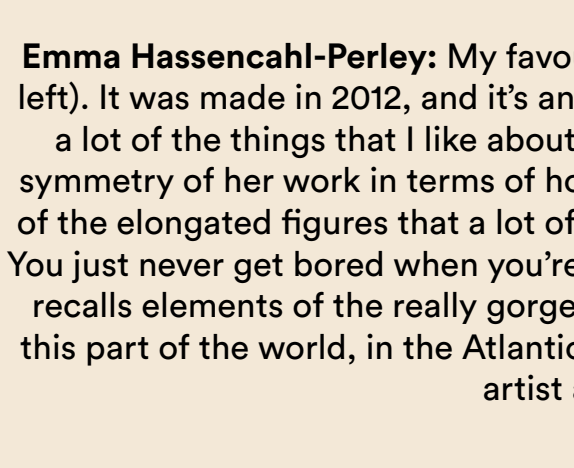 Emma Hassencahl-Perley: My favo
left). It was made in 2012, and it’s an
a lot of the things that I like about
symmetry of her work in terms of ho
of the elongated figures that a lot of
You just never get bored when you’re
recalls elements of the really gorge
this part of the world, in the Atlantic
artist